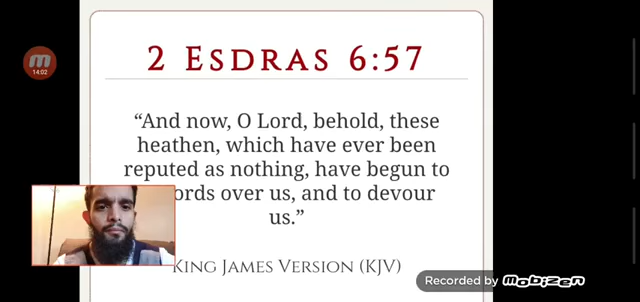 m
14:02
2 ESDRAS 6:57
“And now, O Lord, behold, these
heathen, which have ever been
reputed as nothing, have begun to
over us, and to devour
us.”
KING JAMES VERSION (KJV)
Recorded by mobizen